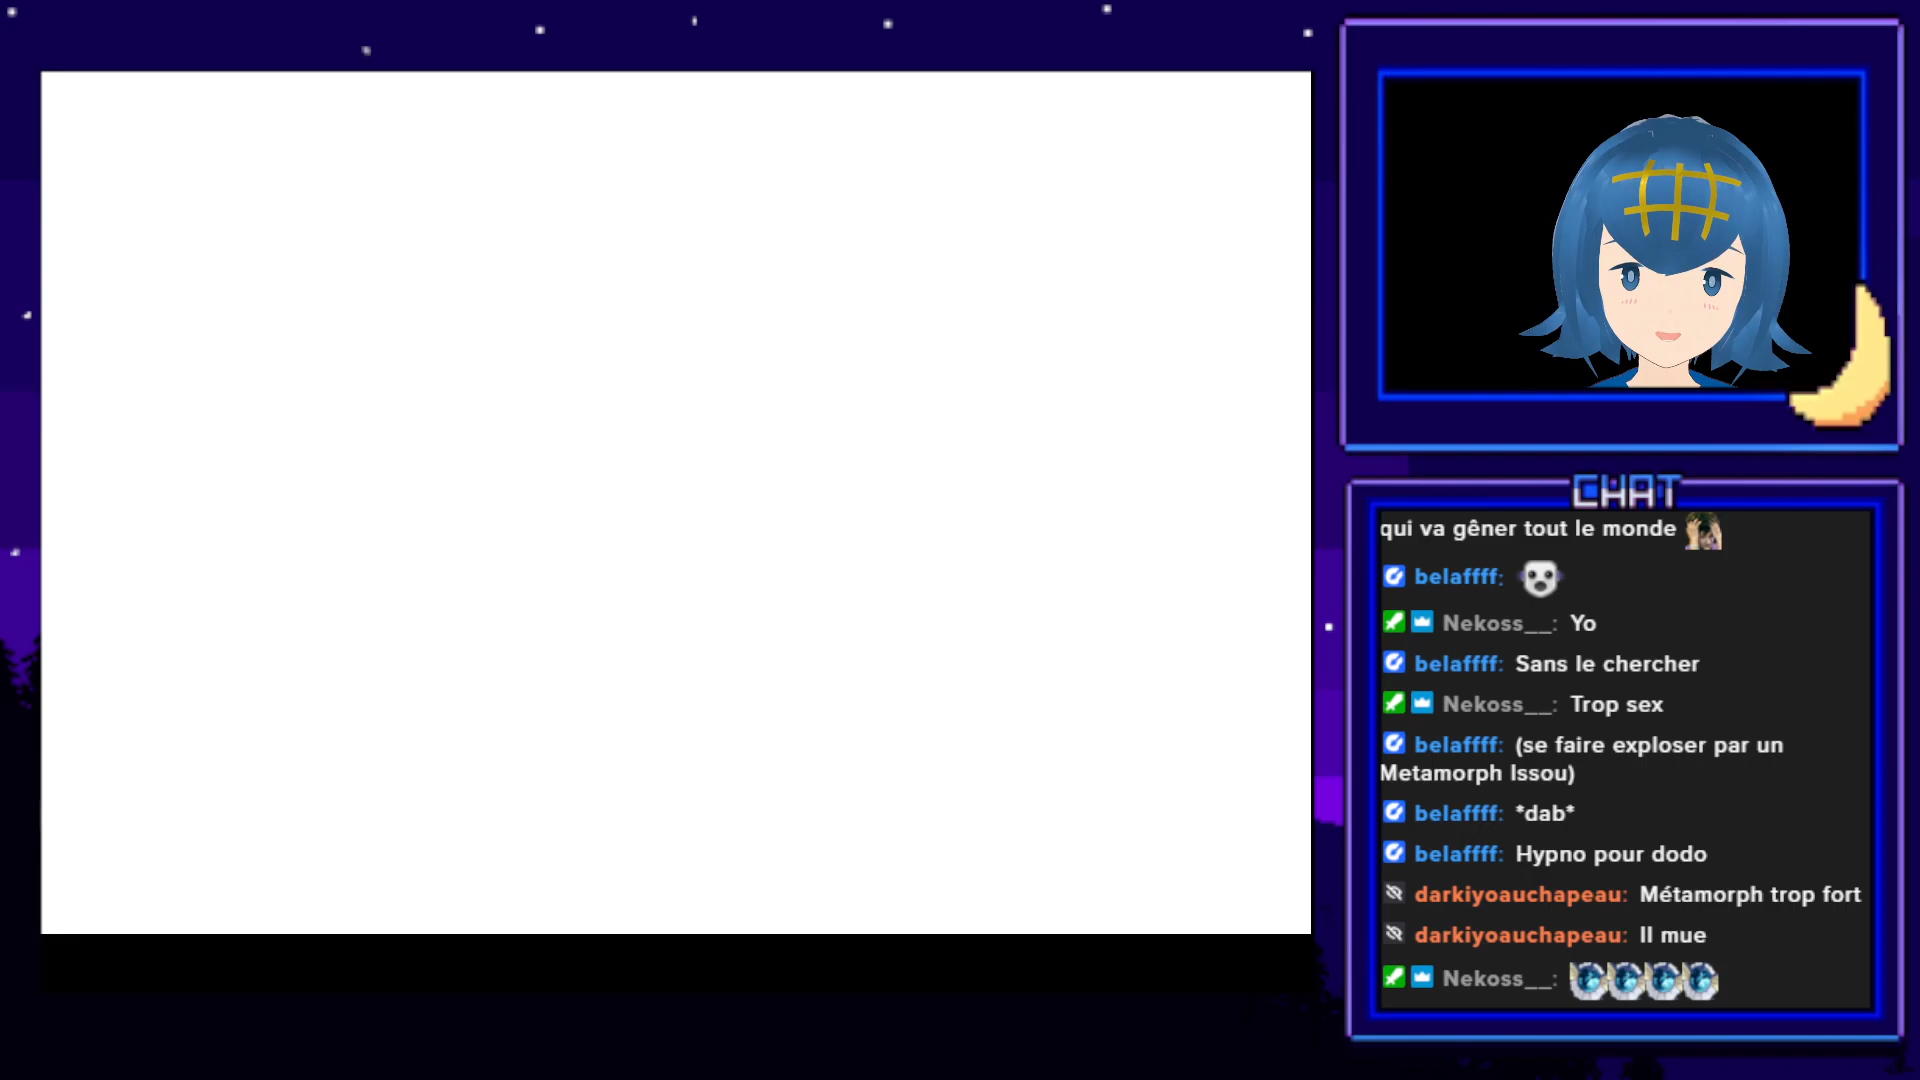 CHAT
qui va gêner tout le monde
belaffff:
Nekoss__: Yo
belaffff: Sans le chercher
Nekoss__: Trop sex
belaffff: (se faire exploser par un
Metamorph Issou)
belaffff: *dab*
belaffff: Hypno pour dodo
darkiyoauchapeau: Métamorph trop fort
darkiyoauchapeau: Il mue
Nekoss__: